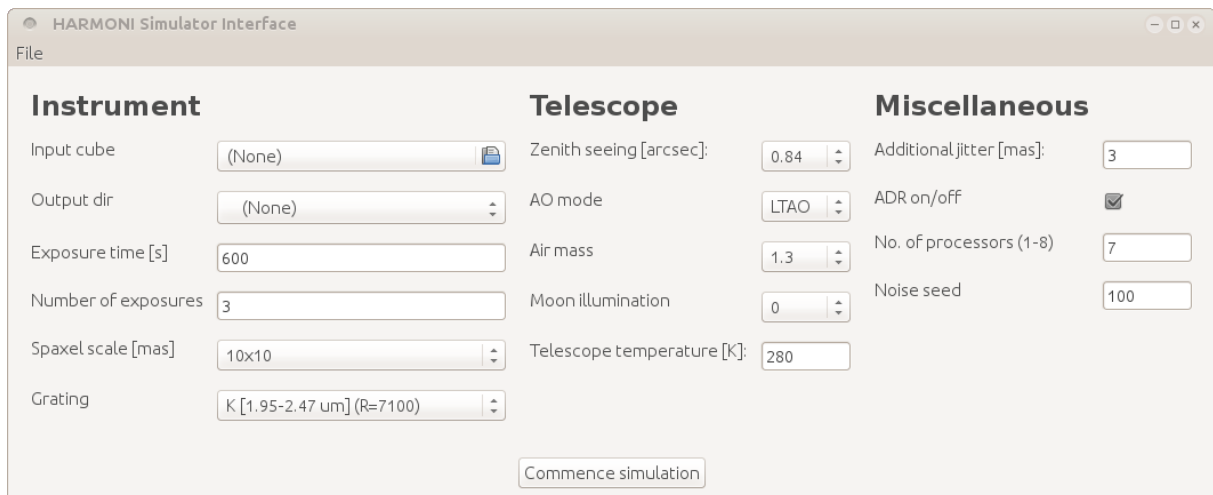 HARMONI Simulator Interface
File
Instrument
Input cube (None)
Output dir (None)
Exposure time [s] 600
Number of exposures 3
Spaxel scale [mas] 10x10
Grating K [1.95-2.47 um] (R=7100)
Telescope
Zenith seeing [arcsec]: 0.84
AO mode LTAO
Air mass 1.3
Moon illumination 0
Telescope temperature [K]: 280
Miscellaneous
Additional jitter [mas]: 3
ADR on/off
No. of processors (1-8) 7
Noise seed 100
Commence simulation